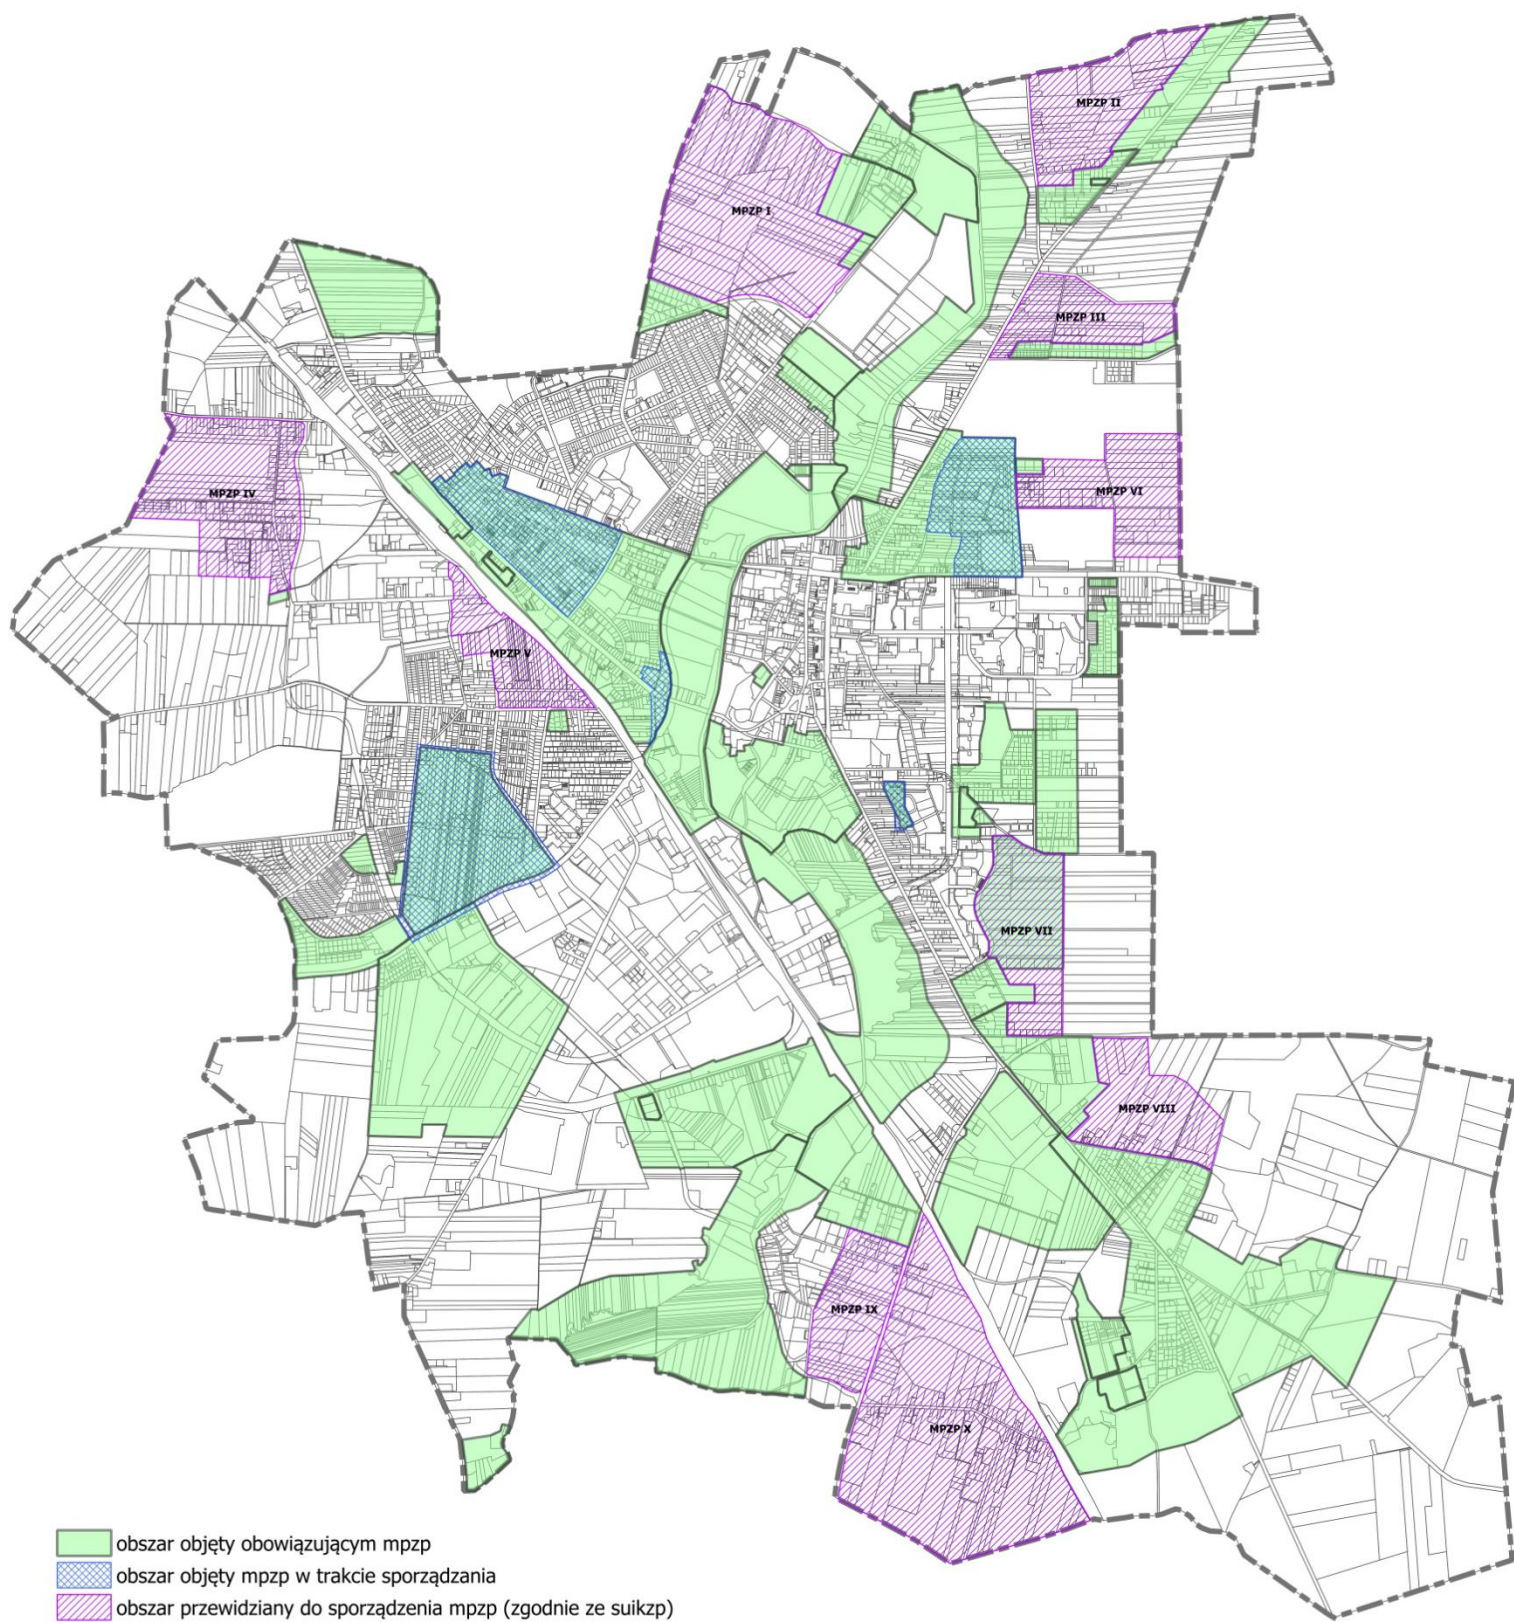 MPZP II
MPZP I
MPZP III
MPZP IV
MPZP VI
MPZP V
MPZP VII
MPZP VIII
MPZP IX
MPZP X
obszar objęty obowiązującym mpzp
obszar objęty mpzp w trakcie sporządzania
obszar przewidziany do sporządzenia mpzp (zgodnie ze suikzp)